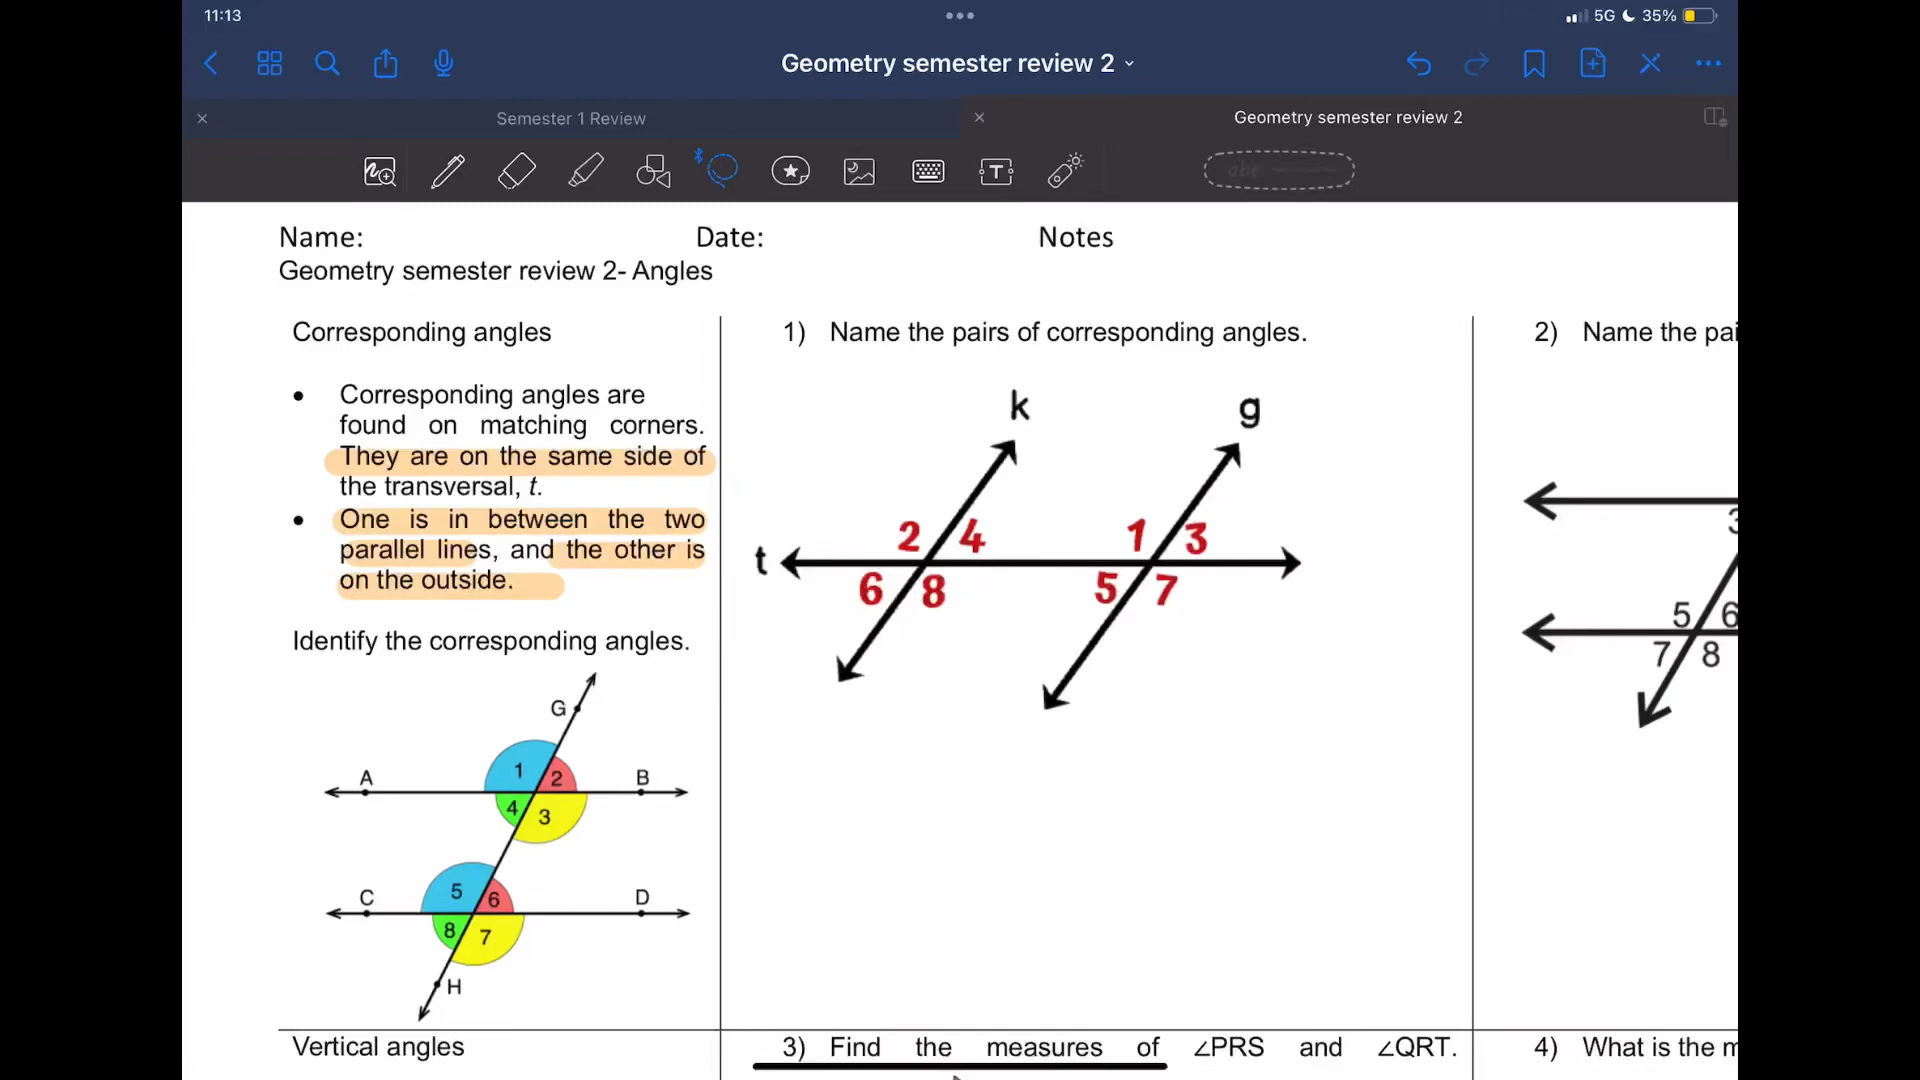 11:13
5G 35%
Geometry semester review 2
Semester 1 Review
Geometry semester review 2
T
abc
Name: Date: Notes
Geometry semester review 2- Angles
Corresponding angles
• Corresponding angles are
found on matching corners.
They are on the same side of
the transversal, t.
• One is in between the two
parallel lines, and the other is
on the outside.
Identify the corresponding angles.
G
1 2
A B
4 3
5 6
C D
8 7
H
Vertical angles
1) Name the pairs of corresponding angles.
k g
2 4 1 3
t
6 8 5 7
3) Find the measures of ∠PRS and ∠QRT.
2) Name the
3
5 6
7 8
4) What is the